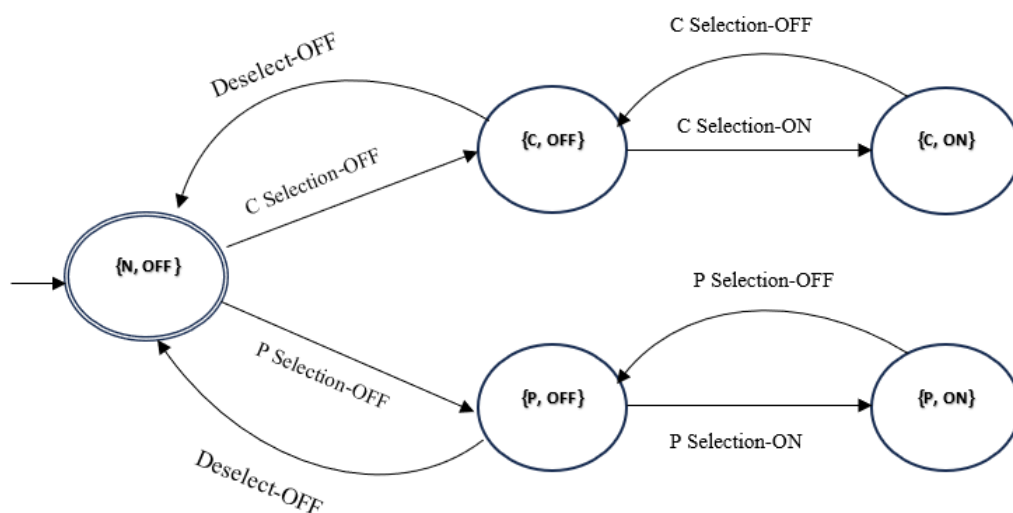 C Selection-OFF
Deselect-OFF
C Selection-ON
{C, OFF}
{C, ON}
C Selection-OFF
{N, OFF}
P Selection-OFF
P Selection-OFF
{P, OFF}
{P, ON}
P Selection-ON
Deselect-OFF